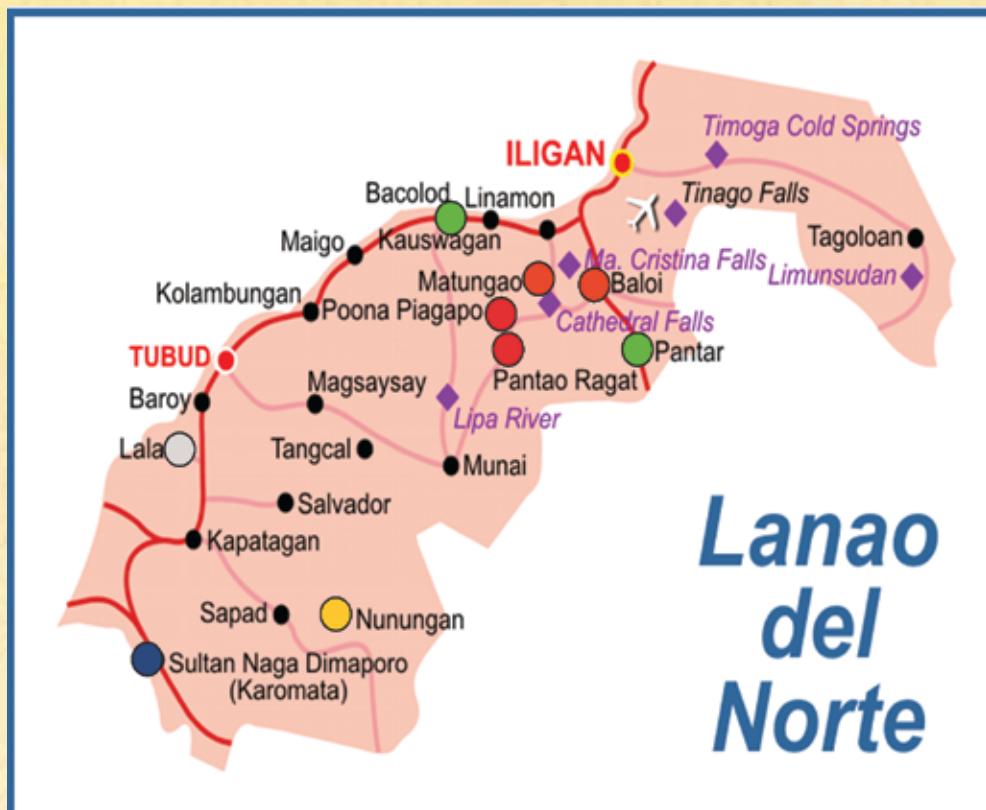 Timoga Cold Springs
ILIGAN
Bacolod
Linamon
Tinago Falls
Kauswagan
Tagoloan
Maigo
Ma. Cristina Falls
Matungao
Baloi
Limunsudan
Kolambungan
Poona Piagapo
Cathedral Falls
TUBUD
Pantar
Magsaysay
Pantao Ragat
Baroy
Lipa River
Lala
Tangcal
Munai
Salvador
Kapatagan
Sapad
Nunungan
Sultan Naga Dimaporo
(Karomata)
Lanao
del
Norte